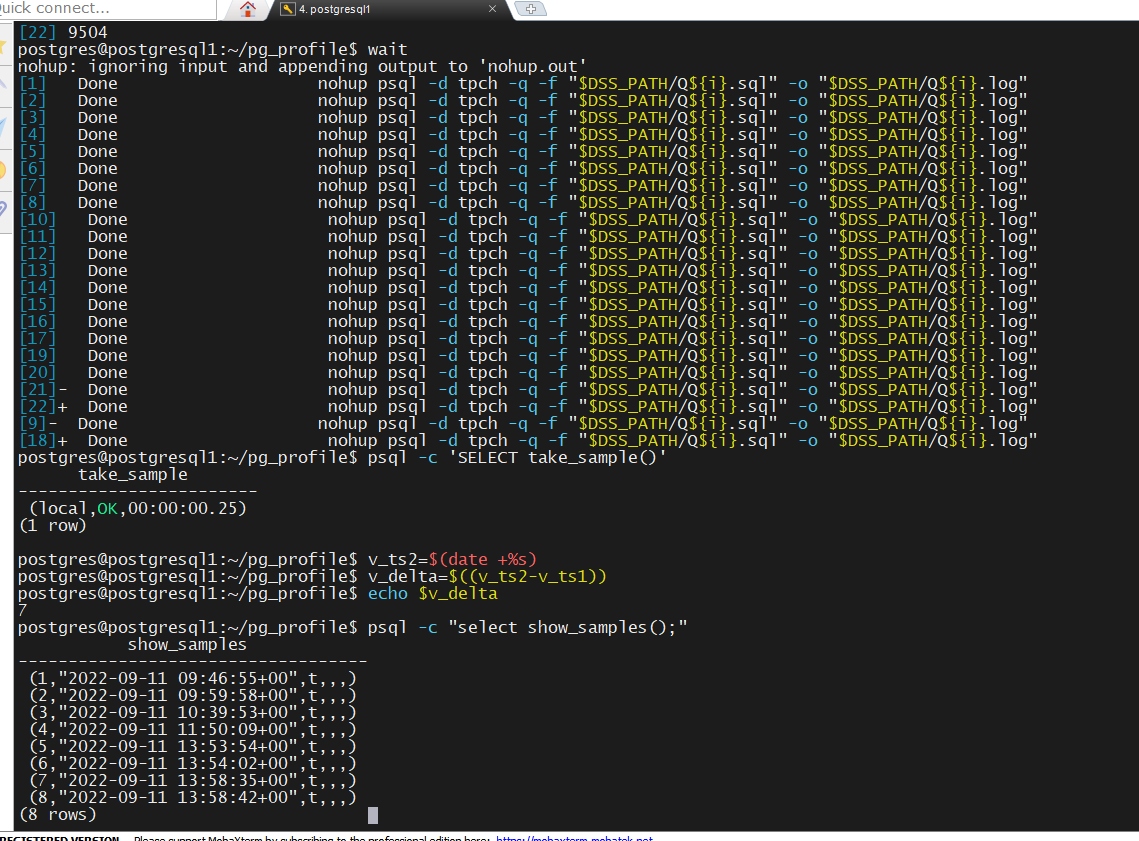 uick connect...
4. postgresql1
[22] 9504
postgres@postgresql1:~/pg_profile$ wait
nohup: ignoring input and appending output to 'nohup.out'
[1]   Done                    nohup psql -d tpch -q -f "$DSS_PATH/Q${i}.sql" -o "$DSS_PATH/Q${i}.log"
[2]   Done                    nohup psql -d tpch -q -f "$DSS_PATH/Q${i}.sql" -o "$DSS_PATH/Q${i}.log"
[3]   Done                    nohup psql -d tpch -q -f "$DSS_PATH/Q${i}.sql" -o "$DSS_PATH/Q${i}.log"
[4]   Done                    nohup psql -d tpch -q -f "$DSS_PATH/Q${i}.sql" -o "$DSS_PATH/Q${i}.log"
[5]   Done                    nohup psql -d tpch -q -f "$DSS_PATH/Q${i}.sql" -o "$DSS_PATH/Q${i}.log"
[6]   Done                    nohup psql -d tpch -q -f "$DSS_PATH/Q${i}.sql" -o "$DSS_PATH/Q${i}.log"
[7]   Done                    nohup psql -d tpch -q -f "$DSS_PATH/Q${i}.sql" -o "$DSS_PATH/Q${i}.log"
[8]   Done                    nohup psql -d tpch -q -f "$DSS_PATH/Q${i}.sql" -o "$DSS_PATH/Q${i}.log"
[10]   Done                    nohup psql -d tpch -q -f "$DSS_PATH/Q${i}.sql" -o "$DSS_PATH/Q${i}.log"
[11]   Done                    nohup psql -d tpch -q -f "$DSS_PATH/Q${i}.sql" -o "$DSS_PATH/Q${i}.log"
[12]   Done                    nohup psql -d tpch -q -f "$DSS_PATH/Q${i}.sql" -o "$DSS_PATH/Q${i}.log"
[13]   Done                    nohup psql -d tpch -q -f "$DSS_PATH/Q${i}.sql" -o "$DSS_PATH/Q${i}.log"
[14]   Done                    nohup psql -d tpch -q -f "$DSS_PATH/Q${i}.sql" -o "$DSS_PATH/Q${i}.log"
[15]   Done                    nohup psql -d tpch -q -f "$DSS_PATH/Q${i}.sql" -o "$DSS_PATH/Q${i}.log"
[16]   Done                    nohup psql -d tpch -q -f "$DSS_PATH/Q${i}.sql" -o "$DSS_PATH/Q${i}.log"
[17]   Done                    nohup psql -d tpch -q -f "$DSS_PATH/Q${i}.sql" -o "$DSS_PATH/Q${i}.log"
[19]   Done                    nohup psql -d tpch -q -f "$DSS_PATH/Q${i}.sql" -o "$DSS_PATH/Q${i}.log"
[20]   Done                    nohup psql -d tpch -q -f "$DSS_PATH/Q${i}.sql" -o "$DSS_PATH/Q${i}.log"
[21]-  Done                    nohup psql -d tpch -q -f "$DSS_PATH/Q${i}.sql" -o "$DSS_PATH/Q${i}.log"
[22]+  Done                    nohup psql -d tpch -q -f "$DSS_PATH/Q${i}.sql" -o "$DSS_PATH/Q${i}.log"
[9]-  Done                    nohup psql -d tpch -q -f "$DSS_PATH/Q${i}.sql" -o "$DSS_PATH/Q${i}.log"
[18]+  Done                    nohup psql -d tpch -q -f "$DSS_PATH/Q${i}.sql" -o "$DSS_PATH/Q${i}.log"
postgres@postgresql1:~/pg_profile$ psql -c 'SELECT take_sample()'
      take_sample
------------------------
 (local,OK,00:00:00.25)
(1 row)
postgres@postgresql1:~/pg_profile$ v_ts2=$(date +%s)
postgres@postgresql1:~/pg_profile$ v_delta=$((v_ts2-v_ts1))
postgres@postgresql1:~/pg_profile$ echo $v_delta
7
postgres@postgresql1:~/pg_profile$ psql -c "select show_samples();"
           show_samples
-----------------------------------
 (1,"2022-09-11 09:46:55+00",t,,,)
 (2,"2022-09-11 09:59:58+00",t,,,)
 (3,"2022-09-11 10:39:53+00",t,,,)
 (4,"2022-09-11 11:50:09+00",t,,,)
 (5,"2022-09-11 13:53:54+00",t,,,)
 (6,"2022-09-11 13:54:02+00",t,,,)
 (7,"2022-09-11 13:58:35+00",t,,,)
 (8,"2022-09-11 13:58:42+00",t,,,)
(8 rows)
REGISTERED VERSION - Please support MobaXterm by subscribing to the professional edition here: https://mobaxterm.mobatek.net